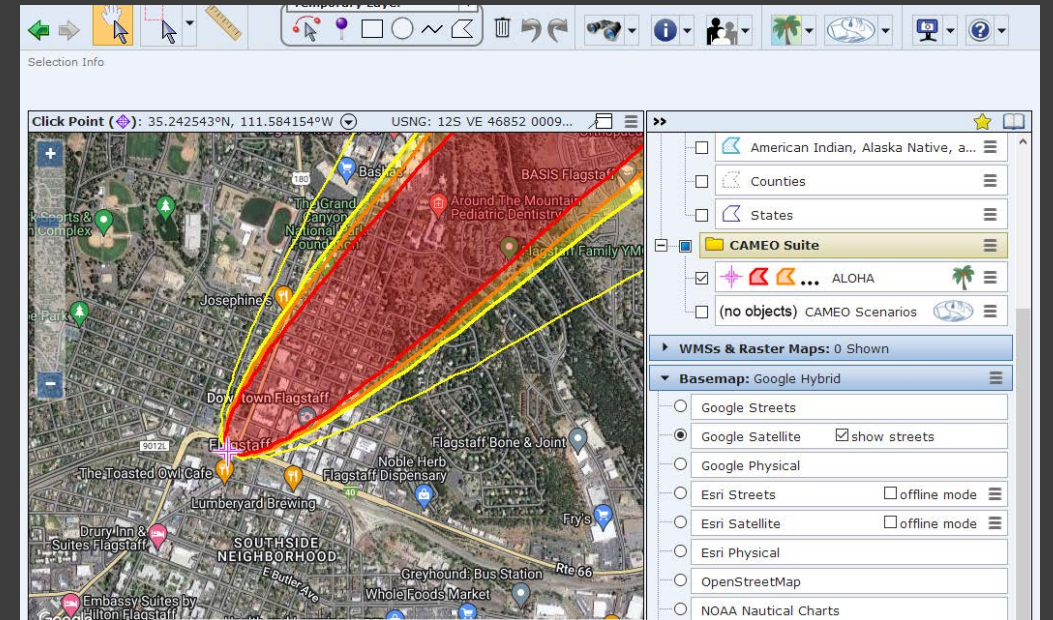 Temporary Layer
Selection Info
Click Point ( ): 35.242543°N, 111.584154°W
USNG: 12S VE 46852 0009...
180
Bashas
BASIS Flagstaff
The Grand
Canyon
National Park
Foundation
Around The Mountain
Pediatric Dentistry
Flagstaff Family YM
k Sports &
n Complex
Josephine's
e Park
Downtown Flagstaff
Flagstaff
9012L
The Toasted Owl Cafe
Flagstaff Bone & Joint
Noble Herb
Flagstaff Dispensary
40
Lumberyard Brewing
Fry's
Drury Inn &
Suites Flagstaff
SOUTHSIDE
NEIGHBORHOOD
E Butler Ave
Greyhound: Bus Station
Rte 66
Whole Foods Market
Embassy Suites by
Hilton Flagstaff
Google
American Indian, Alaska Native, a...
Counties
States
CAMEO Suite
... ALOHA
(no objects) CAMEO Scenarios
WMSs & Raster Maps: 0 Shown
Basemap: Google Hybrid
Google Streets
Google Satellite show streets
Google Physical
Esri Streets offline mode
Esri Satellite offline mode
Esri Physical
OpenStreetMap
NOAA Nautical Charts